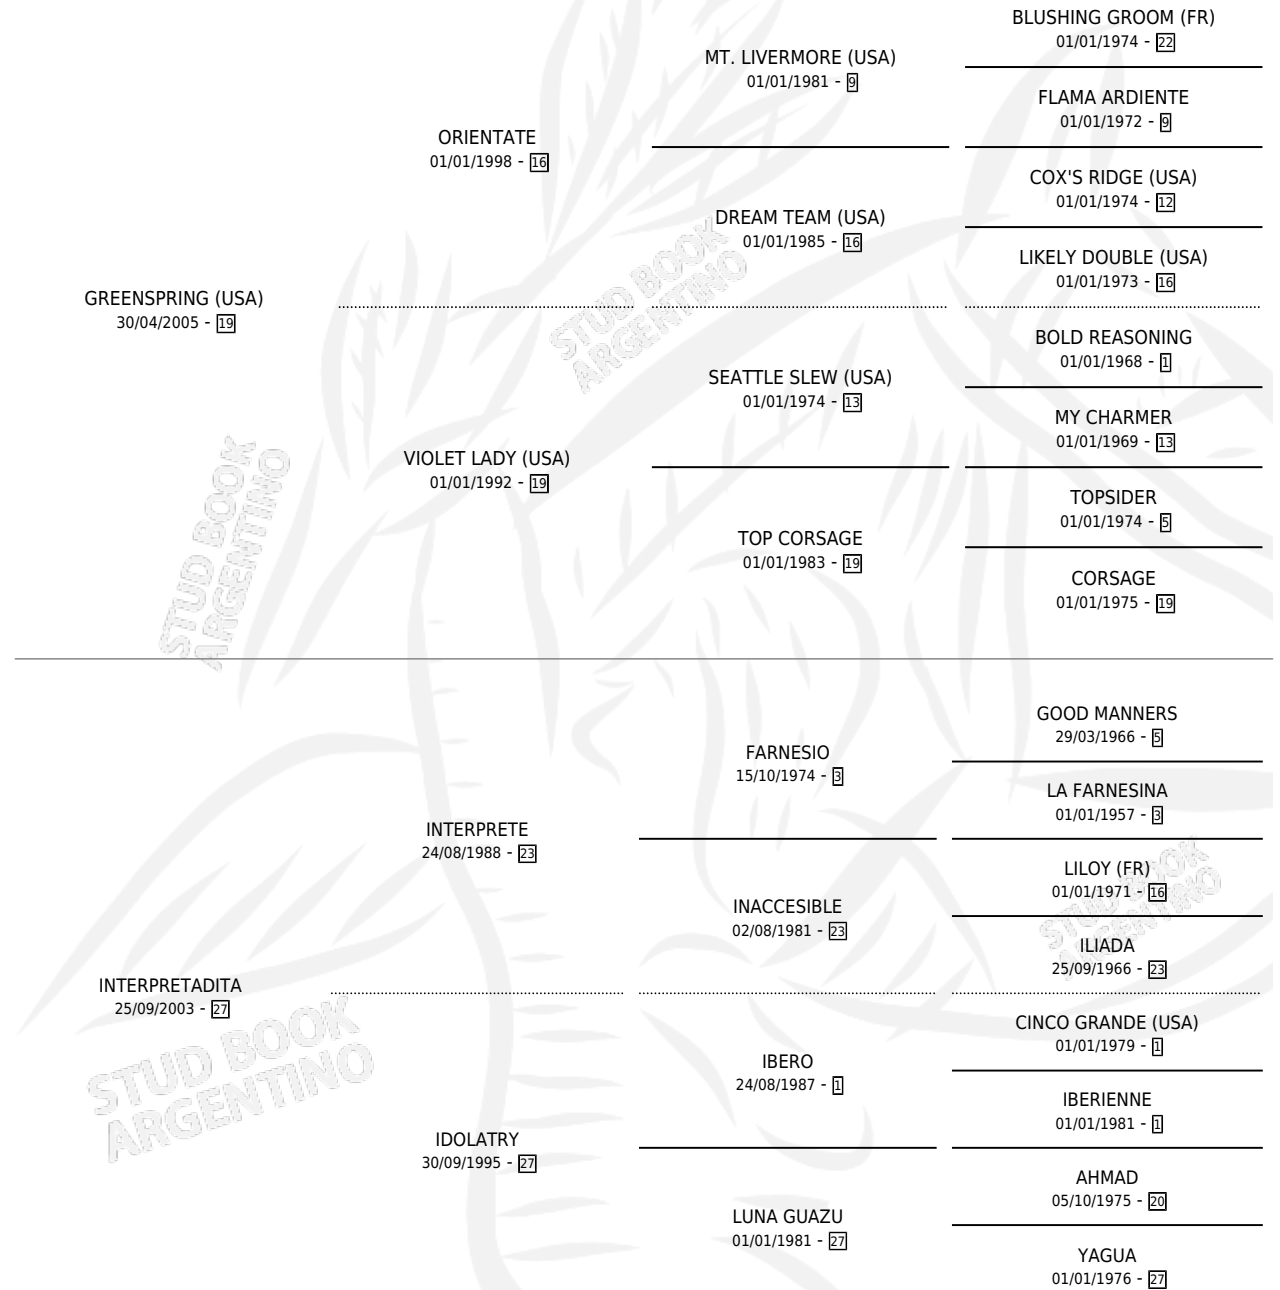 BLUSHING GROOM (FR)
01/01/1974 - 22
MT. LIVERMORE (USA)
01/01/1981 - 9
FLAMA ARDIENTE
01/01/1972 - 9
ORIENTATE
01/01/1998 - 16
COX'S RIDGE (USA)
01/01/1974 - 12
DREAM TEAM (USA)
01/01/1985 - 16
LIKELY DOUBLE (USA)
01/01/1973 - 16
STUD BOOK
ARGENTINO
GREENSPRING (USA)
30/04/2005 - 19
BOLD REASONING
01/01/1968 - 1
SEATTLE SLEW (USA)
01/01/1974 - 13
MY CHARMER
01/01/1969 - 13
VIOLET LADY (USA)
01/01/1992 - 19
TOPSIDER
01/01/1974 - 5
TOP CORSAGE
01/01/1983 - 19
CORSAGE
01/01/1975 - 19
STUD BOOK
ARGENTINO
GOOD MANNERS
29/03/1966 - 5
FARNESIO
15/10/1974 - 3
LA FARNESINA
01/01/1957 - 3
INTERPRETE
24/08/1988 - 23
LILOY (FR)
01/01/1971 - 16
INACCESIBLE
02/08/1981 - 23
ILIADA
25/09/1966 - 23
STUD BOOK
ARGENTINO
INTERPRETADITA
25/09/2003 - 27
CINCO GRANDE (USA)
01/01/1979 - 1
IBERO
24/08/1987 - 1
IBERIENNE
01/01/1981 - 1
STUD BOOK
ARGENTINO
IDOLATRY
30/09/1995 - 27
AHMAD
05/10/1975 - 20
LUNA GUAZU
01/01/1981 - 27
YAGUA
01/01/1976 - 27